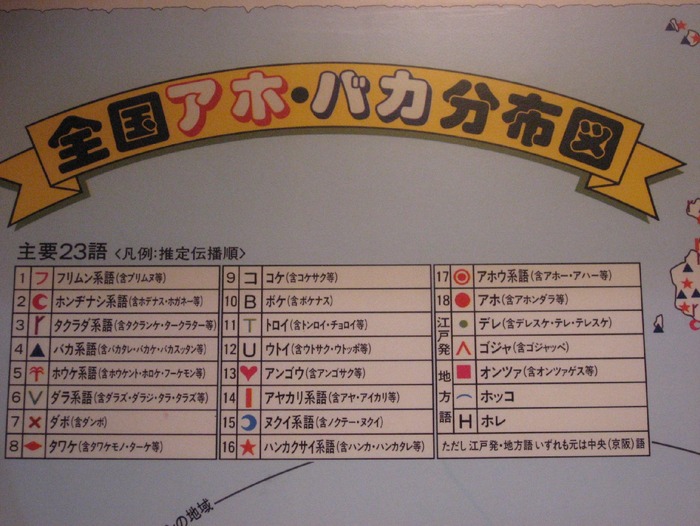 全国アホ・バカ分布図
主要23語〈凡例:推定伝播順〉
1 フ フリムン系語(含プリムヌ等)
2 ホンヂナシ系語(含ホデナス・ホガネー等)
3 タクラダ系語(含タクランケ・タークラター等)
4 バカ系語(含バカタレ・バカケ・バカスッタン等)
5 ホウケ系語(含ホウケント・ホロケ・フーケモン等)
6 ダラ系語(含ダラズ・ダラジ・タラ・タラズ等)
7 ダボ(含ダンボ)
8 タワケ(含タワケモノ・ターケ等)
9 コ コケ(含コケサク等)
10 B ボケ(含ボケナス)
11 T トロイ(含トンロイ・チョロイ等)
12 U ウトイ(含ウトサク・ウトッポ等)
13 アンゴウ(含アンゴサク等)
14 アヤカリ系語(含アヤ・アイカリ等)
15 ヌクイ系語(含ノクテー・ヌクイ)
16 ハンカクサイ系語(含ハンカ・ハンカタレ等)
17 アホウ系語(含アホー・アハー等)
18 アホ(含アホンダラ等)
江戸発 デレ(含デレスケ・テレ・テレスケ)
ゴジャ(含ゴジャッペ)
地方語 オンツァ(含オンツァゲス等)
ホッコ
H ホレ
ただし江戸発・地方語いずれも元は中央(京阪)語
の地域